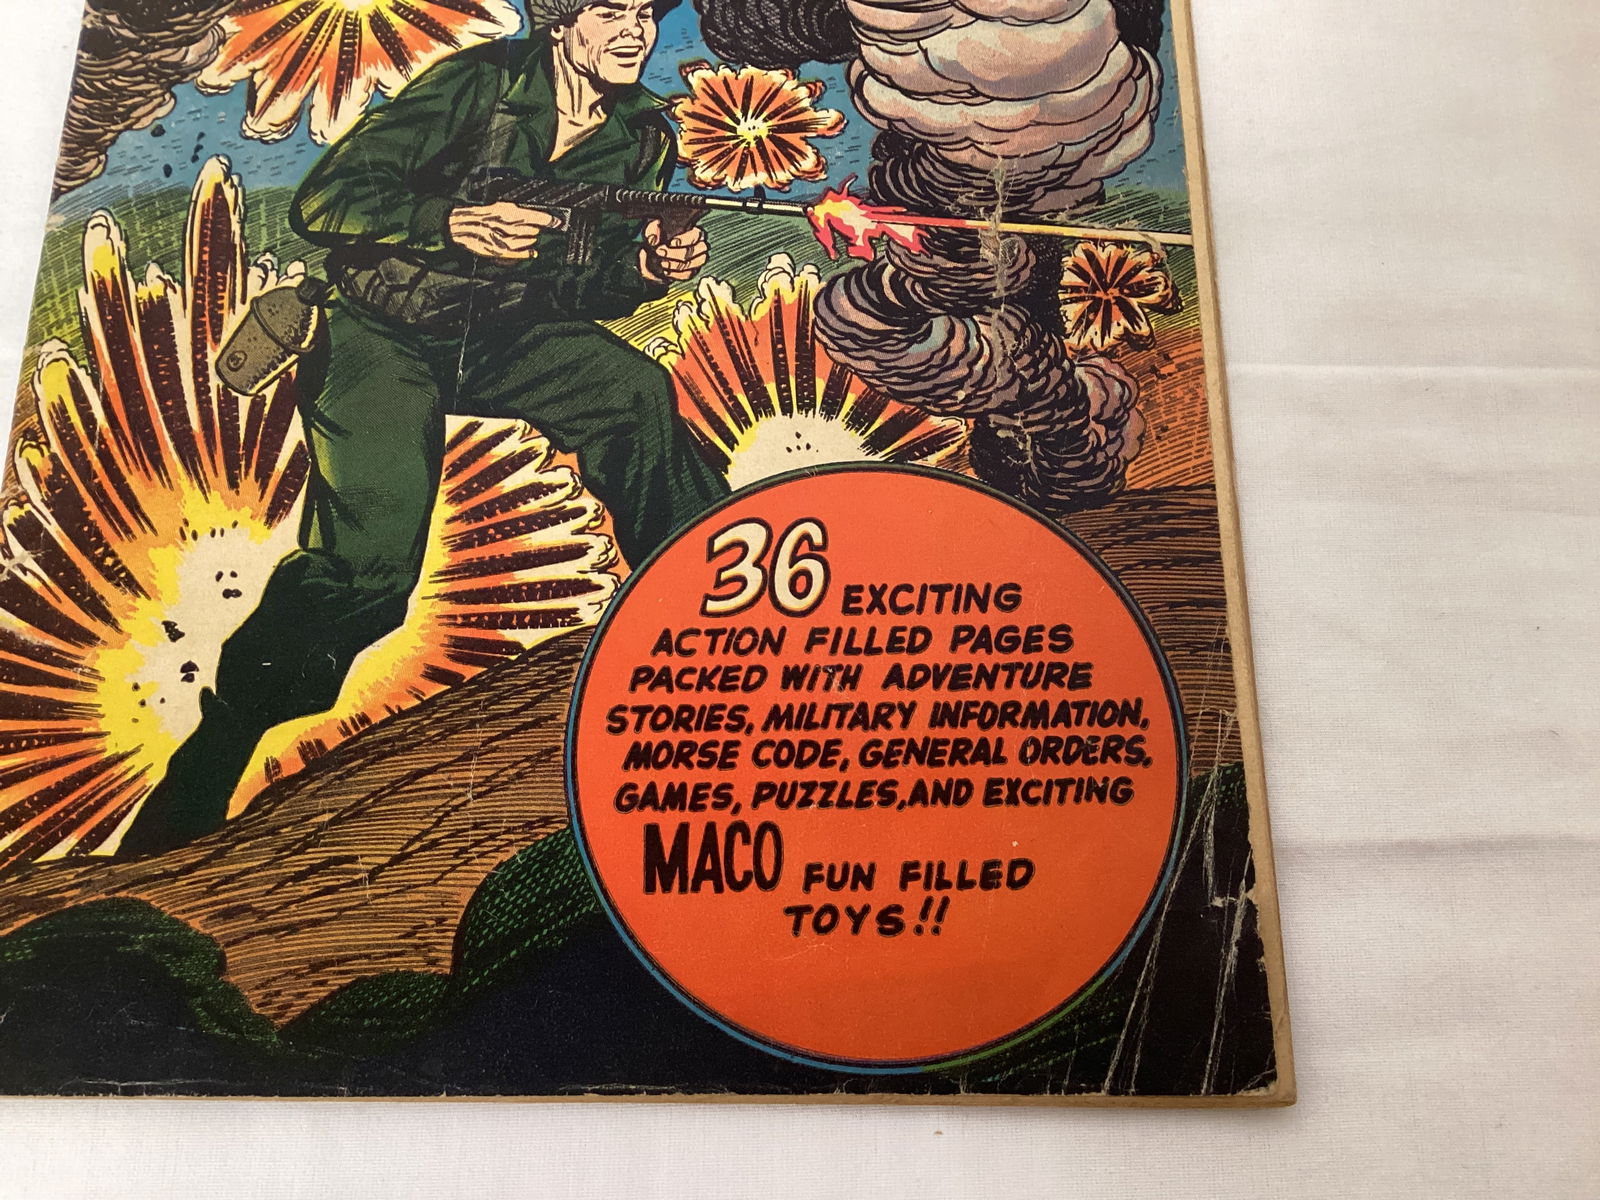 36 EXCITING
ACTION FILLED PAGES
PACKED WITH ADVENTURE
STORIES, MILITARY INFORMATION,
MORSE CODE, GENERAL ORDERS,
GAMES, PUZZLES, AND EXCITING
MACO FUN FILLED
TOYS!!